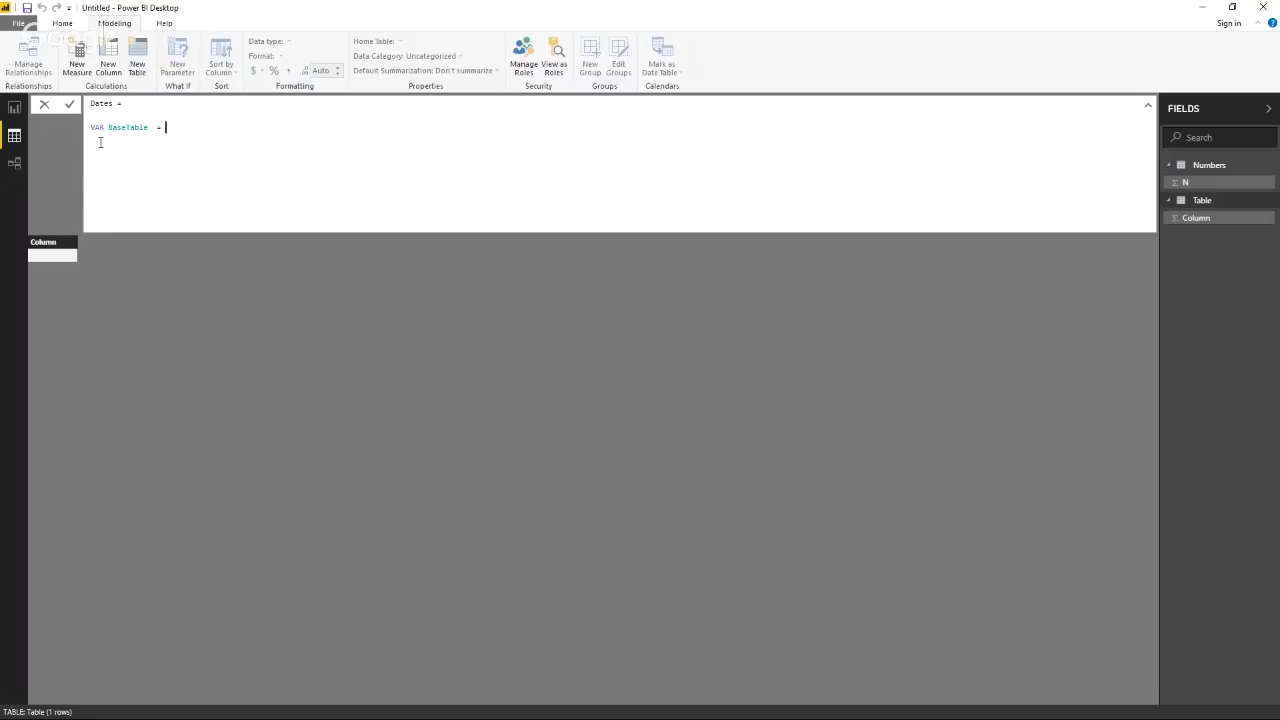 Untitled - Power BI Desktop
File
Home
Modeling
Help
Sign in
Manage Relationships
New Measure
New Column
New Table
New Parameter
Sort by Column
Data type:
Format:
$ % , .00 Auto
Home Table:
Data Category: Uncategorized
Default Summarization: Don't summarize
Manage Roles
View as Roles
New Group
Edit Groups
Mark as Date Table
Relationships
Calculations
What If
Sort
Formatting
Properties
Security
Groups
Calendars
Dates =
VAR BaseTable =
Column
FIELDS
Search
Numbers
N
Table
Column
TABLE: Table (1 rows)